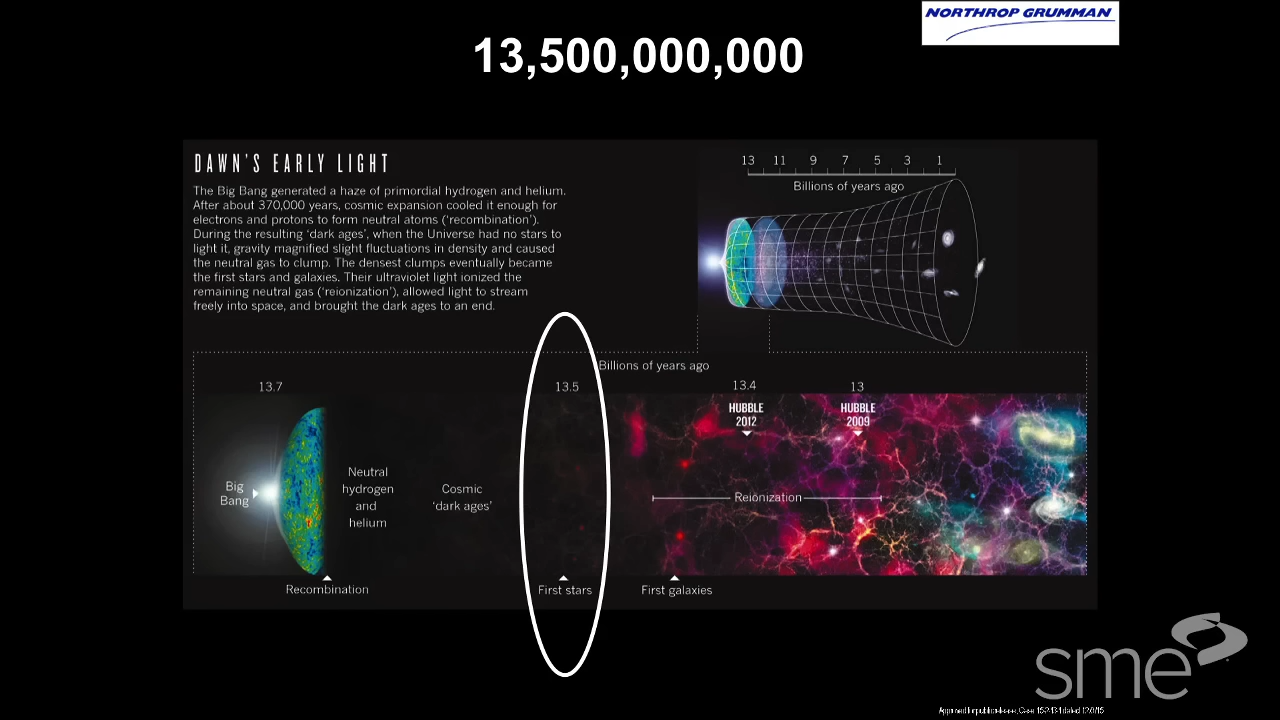 NORTHROP GRUMMAN
13,500,000,000
DAWN'S EARLY LIGHT
The Big Bang generated a haze of primordial hydrogen and helium.
After about 370,000 years, cosmic expansion cooled it enough for
electrons and protons to form neutral atoms ('recombination').
During the resulting 'dark ages', when the Universe had no stars to
light it, gravity magnified slight fluctuations in density and caused
the neutral gas to clump. The densest clumps eventually became
the first stars and galaxies. Their ultraviolet light ionized the
remaining neutral gas ('reionization'), allowed light to stream
freely into space, and brought the dark ages to an end.
13 11 9 7 5 3 1
Billions of years ago
Billions of years ago
13.7 13.5 13.4 13
HUBBLE
2012
HUBBLE
2009
Big
Bang
Neutral
hydrogen
and
helium
Cosmic
'dark ages'
Reionization
Recombination
First stars
First galaxies
sme
Approved for public release, Case